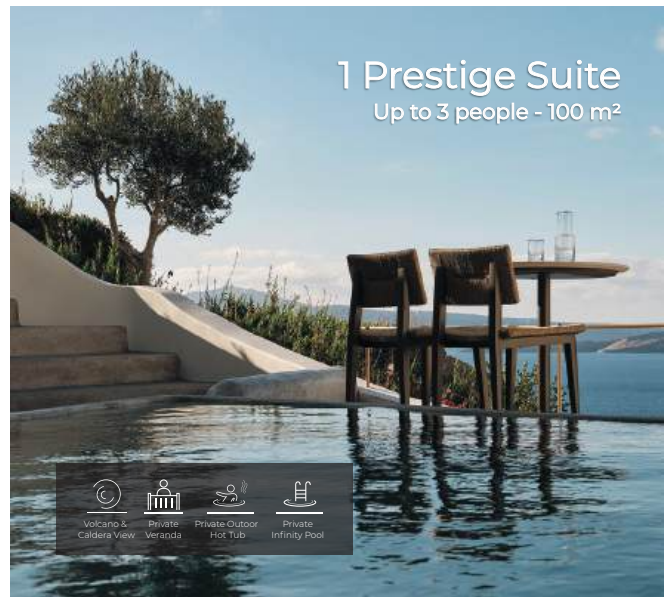 1 Prestige Suite
Up to 3 people - 100 m²
Volcano &
Caldera View
Private
Veranda
Private Outoor
Hot Tub
Private
Infinity Pool